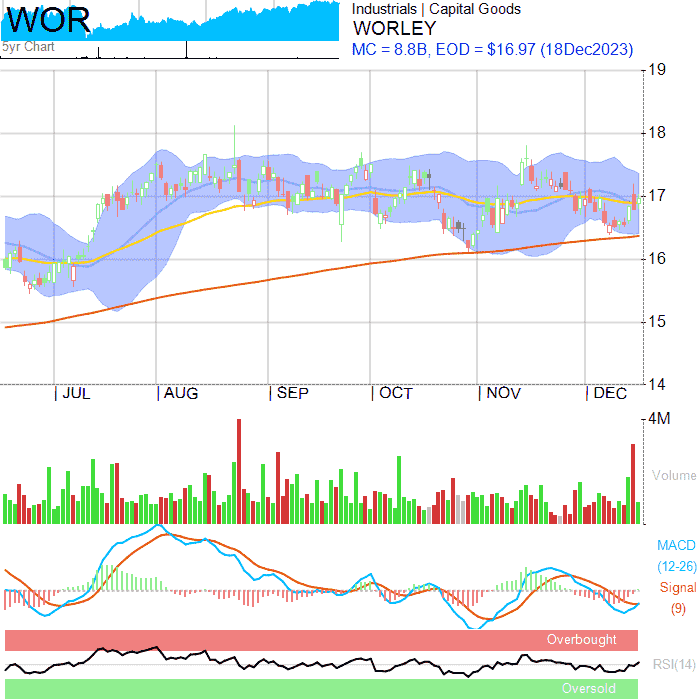 WOR
5yr Chart
Industrials | Capital Goods
WORLEY
MC = 8.8B, EOD = $16.97 (18Dec2023)
19
18
17
16
15
14
JUL AUG SEP OCT NOV DEC
4M
Volume
MACD
(12-26)
Signal
(9)
Overbought
RSI(14)
Oversold